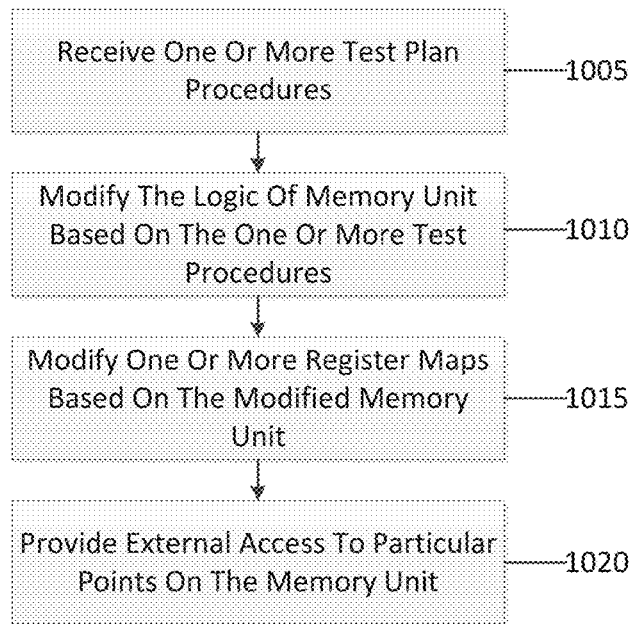 Receive One Or More Test Plan
Procedures
1005
Modify The Logic Of Memory Unit
Based On The One Or More Test
Procedures
1010
Modify One Or More Register Maps
Based On The Modified Memory
Unit
1015
Provide External Access To Particular
Points On The Memory Unit
1020